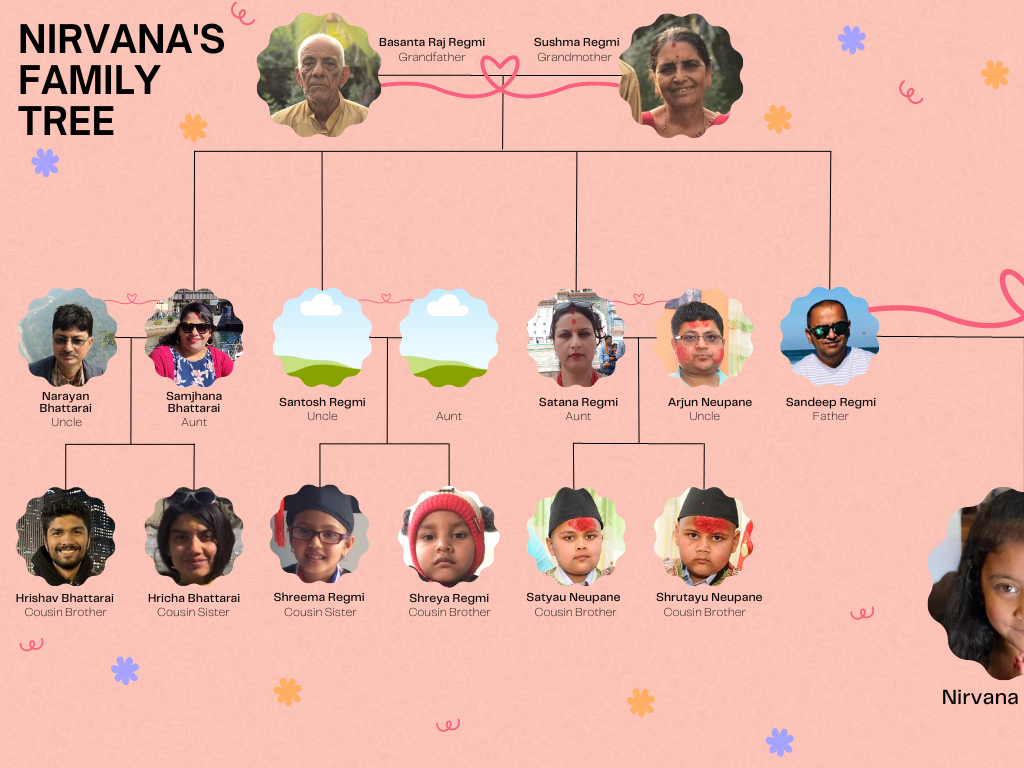 NIRVANA'S
FAMILY
TREE
Basanta Raj Regmi
Grandfather
Sushma Regmi
Grandmother
Narayan
Bhattarai
Uncle
Samjhana
Bhattarai
Aunt
Santosh Regmi
Uncle
Aunt
Satana Regmi
Aunt
Arjun Neupane
Uncle
Sandeep Regmi
Father
Hrishav Bhattarai
Cousin Brother
Hricha Bhattarai
Cousin Sister
Shreema Regmi
Cousin Sister
Shreya Regmi
Cousin Brother
Satyau Neupane
Cousin Brother
Shrutayu Neupane
Cousin Brother
Nirvana